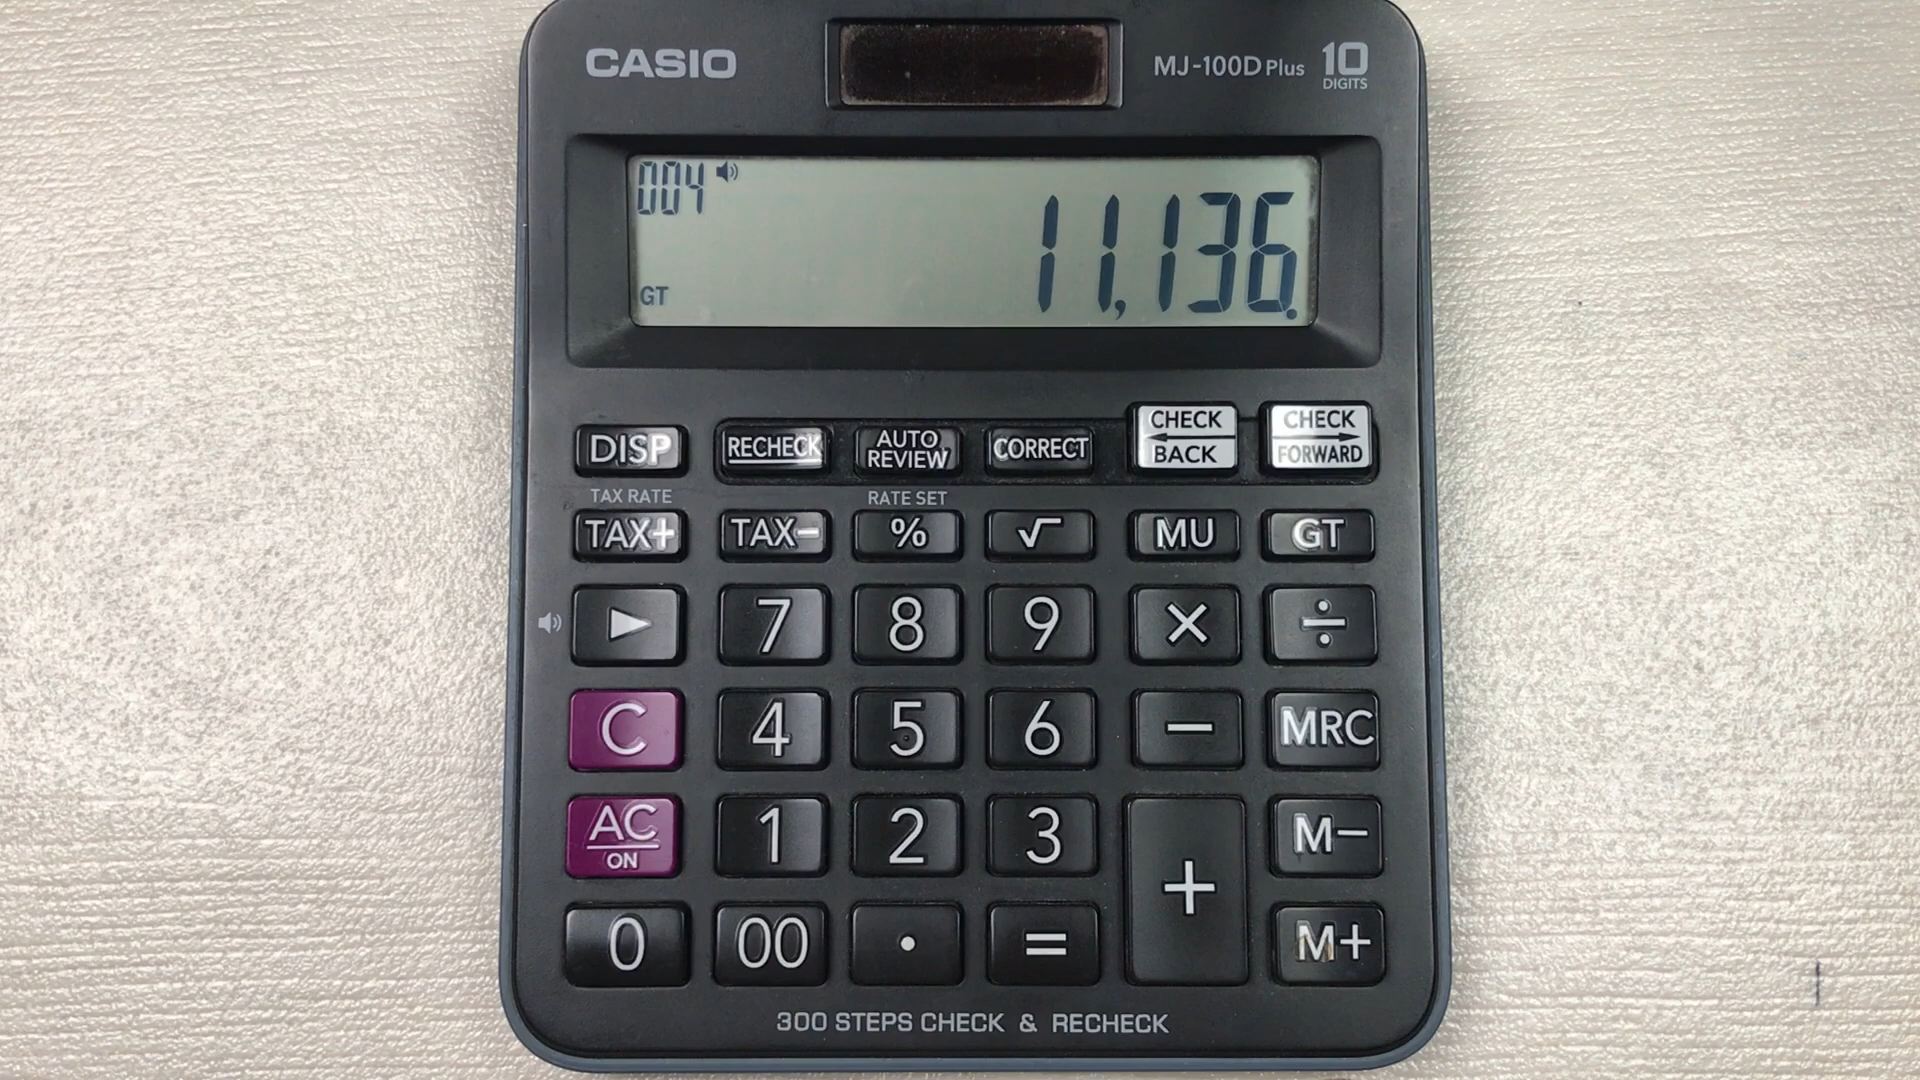 CASIO MJ-100D Plus 10 DIGITS
004
11,136.
GT
DISP RECHECK AUTO REVIEW CORRECT CHECK BACK CHECK FORWARD
TAX RATE RATE SET
TAX+ TAX− % √ MU GT
▶ 7 8 9 × ÷
C 4 5 6 − MRC
AC ON 1 2 3 + M−
0 00 · = M+
300 STEPS CHECK & RECHECK